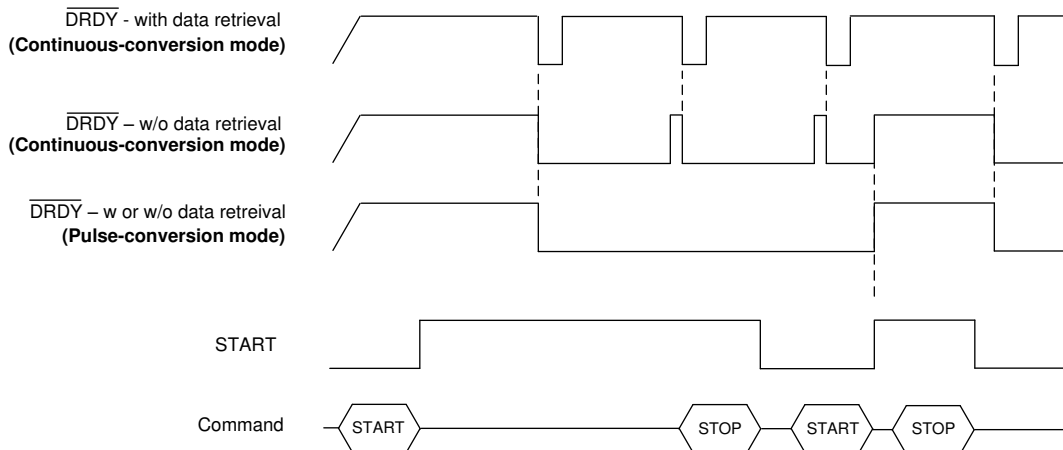 DRDY - with data retrieval
(Continuous-conversion mode)
DRDY – w/o data retrieval
(Continuous-conversion mode)
DRDY – w or w/o data retreival
(Pulse-conversion mode)
START
Command
START
STOP
START
STOP